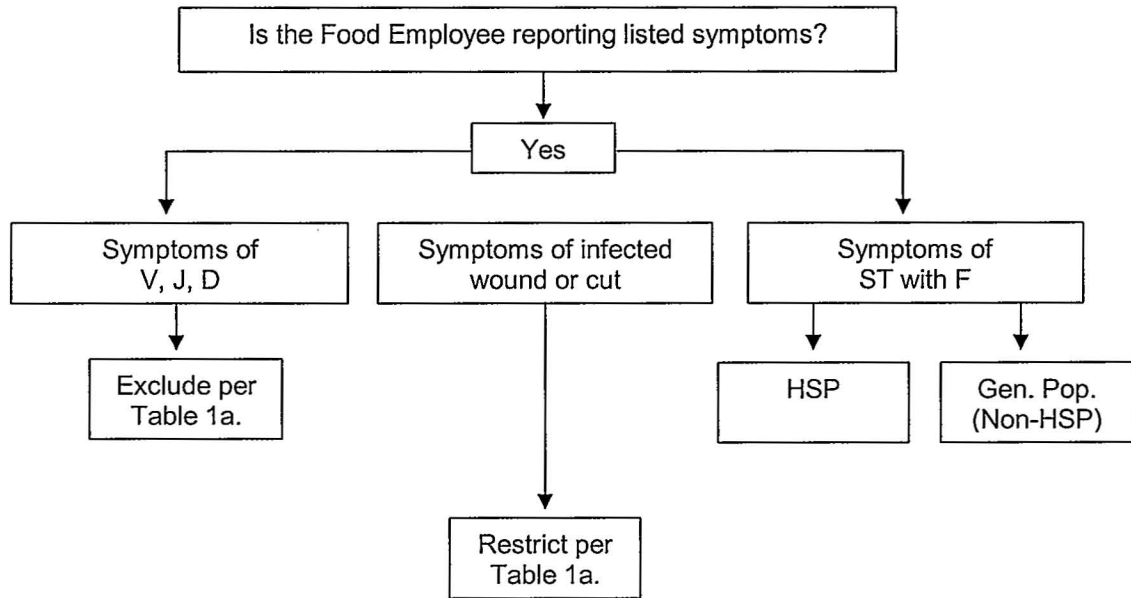 Is the Food Employee reporting listed symptoms?
Yes
Symptoms of
V, J, D
Symptoms of infected
wound or cut
Symptoms of
ST with F
Exclude per
Table 1a.
HSP
Gen. Pop.
(Non-HSP)
Restrict per
Table 1a.